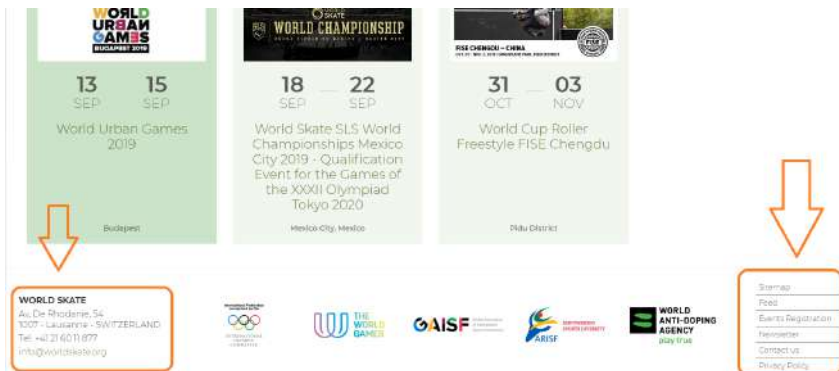 WORLD
URBAN
GAMES
BUDAPEST 2019
SKATE
WORLD CHAMPIONSHIP
FISE CHENGDU – CHINA
13 SEP
15 SEP
World Urban Games
2019
Budapest
18 SEP
22 SEP
World Skate SLS World
Championships Mexico
City 2019 - Qualification
Event for the Games of
the XXXII Olympiad
Tokyo 2020
Mexico City, Mexico
31 OCT
03 NOV
World Cup Roller
Freestyle FISE Chengdu
Pidu District
WORLD SKATE
Av. De Rhodanie, 54
1007 - Lausanne - SWITZERLAND
Tel: +41 21 6011 877
info@worldskate.org
THE
WORLD
GAMES
GAISF
ARISF
WORLD
ANTI-DOPING
AGENCY
play true
Sitemap
Feed
Events Registration
Newsletter
Contact us
Privacy Policy